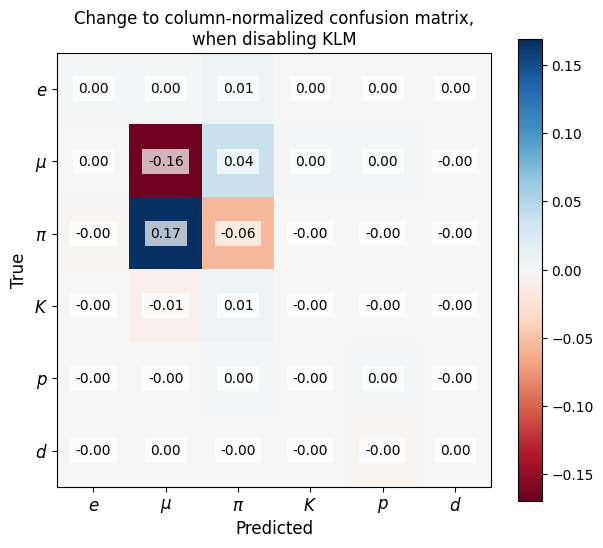 Change to column-normalized confusion matrix,
when disabling KLM
e 0.00 0.00 0.01 0.00 0.00 0.00
μ 0.00 -0.16 0.04 0.00 0.00 -0.00
π -0.00 0.17 -0.06 -0.00 -0.00 -0.00
K -0.00 -0.01 0.01 -0.00 -0.00 -0.00
p -0.00 -0.00 0.00 -0.00 0.00 -0.00
d -0.00 0.00 -0.00 -0.00 -0.00 0.00
e μ π K p d
Predicted
True
0.15
0.10
0.05
0.00
−0.05
−0.10
−0.15